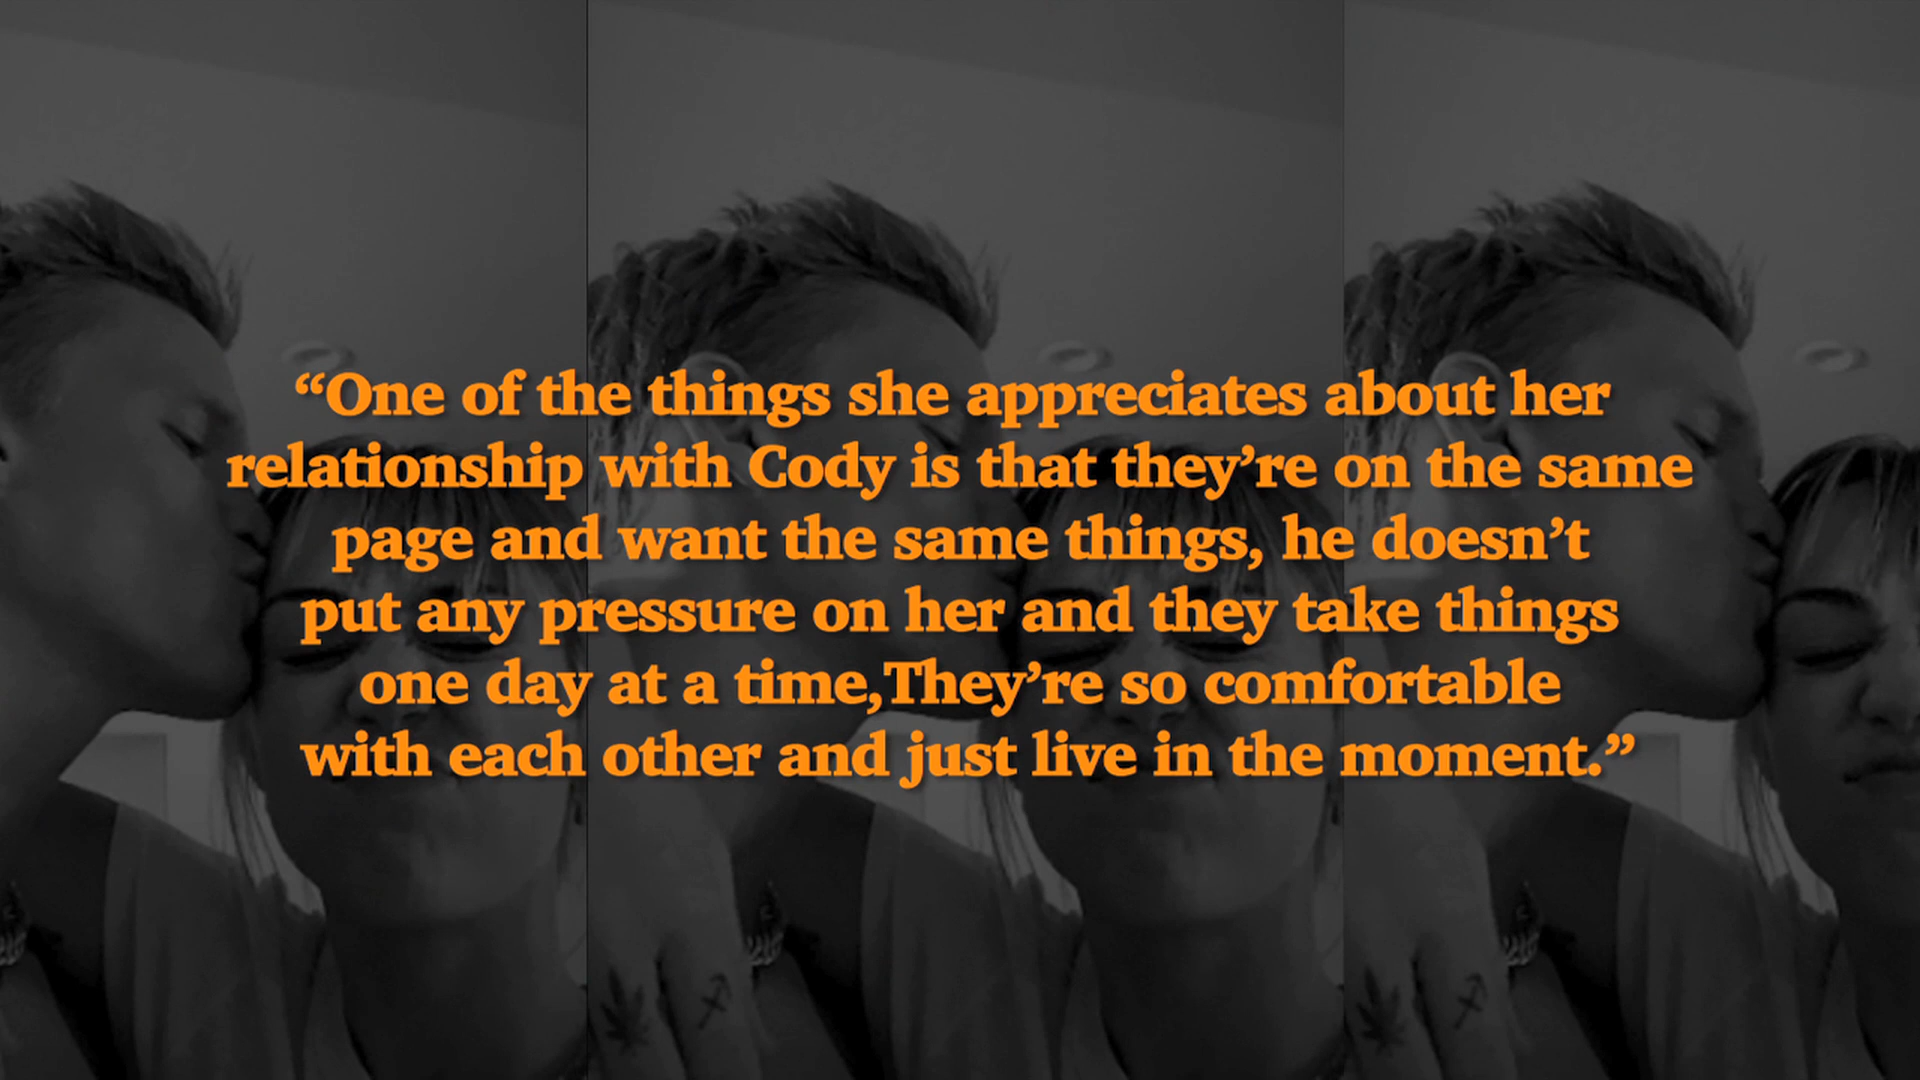 “One of the things she appreciates about her
relationship with Cody is that they’re on the same
page and want the same things, he doesn’t
put any pressure on her and they take things
one day at a time,They’re so comfortable
with each other and just live in the moment.”